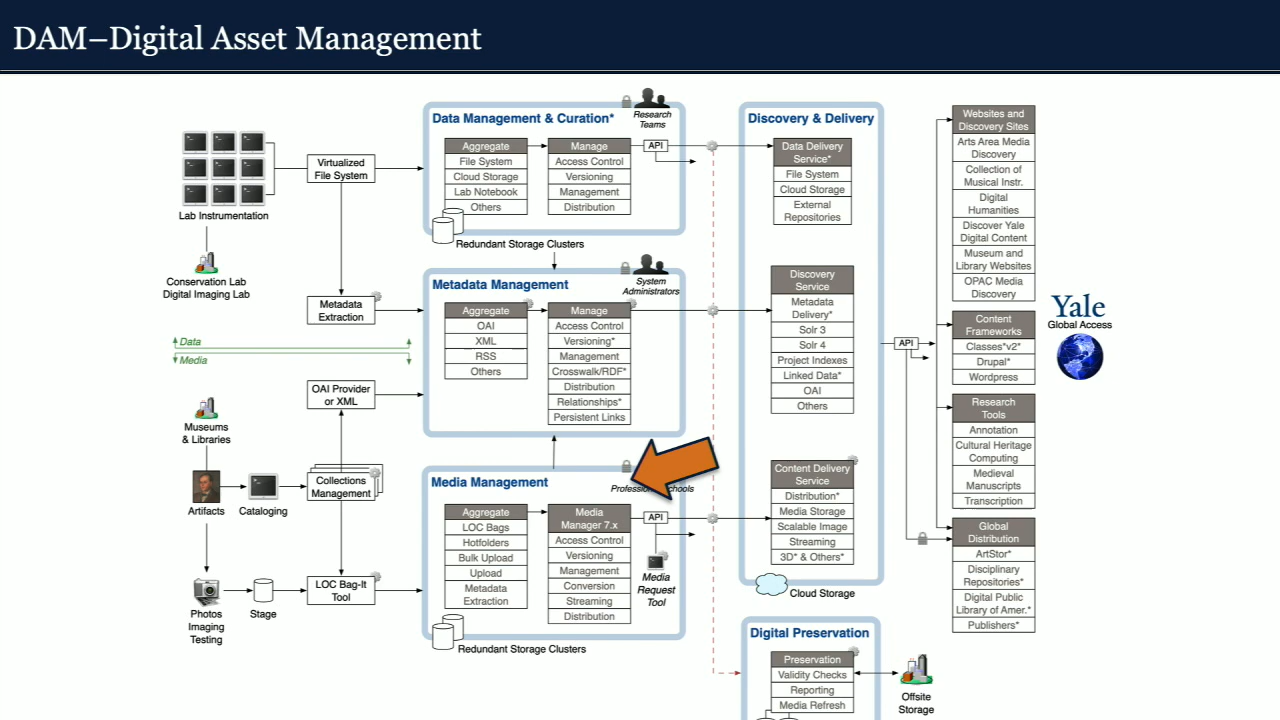 DAM—Digital Asset Management
Lab Instrumentation
Conservation Lab
Digital Imaging Lab
Virtualized
File System
Metadata
Extraction
Data
Media
OAI Provider
or XML
Museums
& Libraries
Artifacts
Cataloging
Collections
Management
Photos
Imaging
Testing
Stage
LOC Bag-It
Tool
Data Management & Curation*
Research
Teams
Aggregate
File System
Cloud Storage
Lab Notebook
Others
Manage
Access Control
Versioning
Management
Distribution
API
Redundant Storage Clusters
Metadata Management
System
Administrators
Aggregate
OAI
XML
RSS
Others
Manage
Access Control
Versioning*
Management
Crosswalk/RDF*
Distribution
Relationships*
Persistent Links
Media Management
Aggregate
LOC Bags
Hotfolders
Bulk Upload
Upload
Metadata
Extraction
Media
Manager 7.x
Access Control
Versioning
Management
Conversion
Streaming
Distribution
API
Media
Request
Tool
Redundant Storage Clusters
Discovery & Delivery
Data Delivery
Service*
File System
Cloud Storage
External
Repositories
Discovery
Service
Metadata
Delivery*
Solr 3
Solr 4
Project Indexes
Linked Data*
OAI
Others
Content Delivery
Service
Distribution*
Media Storage
Scalable Image
Streaming
3D* & Others*
Cloud Storage
Digital Preservation
Preservation
Validity Checks
Reporting
Media Refresh
Offsite
Storage
API
Websites and
Discovery Sites
Arts Area Media
Discovery
Collection of
Musical Instr.
Digital
Humanities
Discover Yale
Digital Content
Museum and
Library Websites
OPAC Media
Discovery
Content
Frameworks
Classes*v2*
Drupal*
Wordpress
Research
Tools
Annotation
Cultural Heritage
Computing
Medieval
Manuscripts
Transcription
Global
Distribution
ArtStor*
Disciplinary
Repositories*
Digital Public
Library of Amer.*
Publishers*
Yale
Global Access